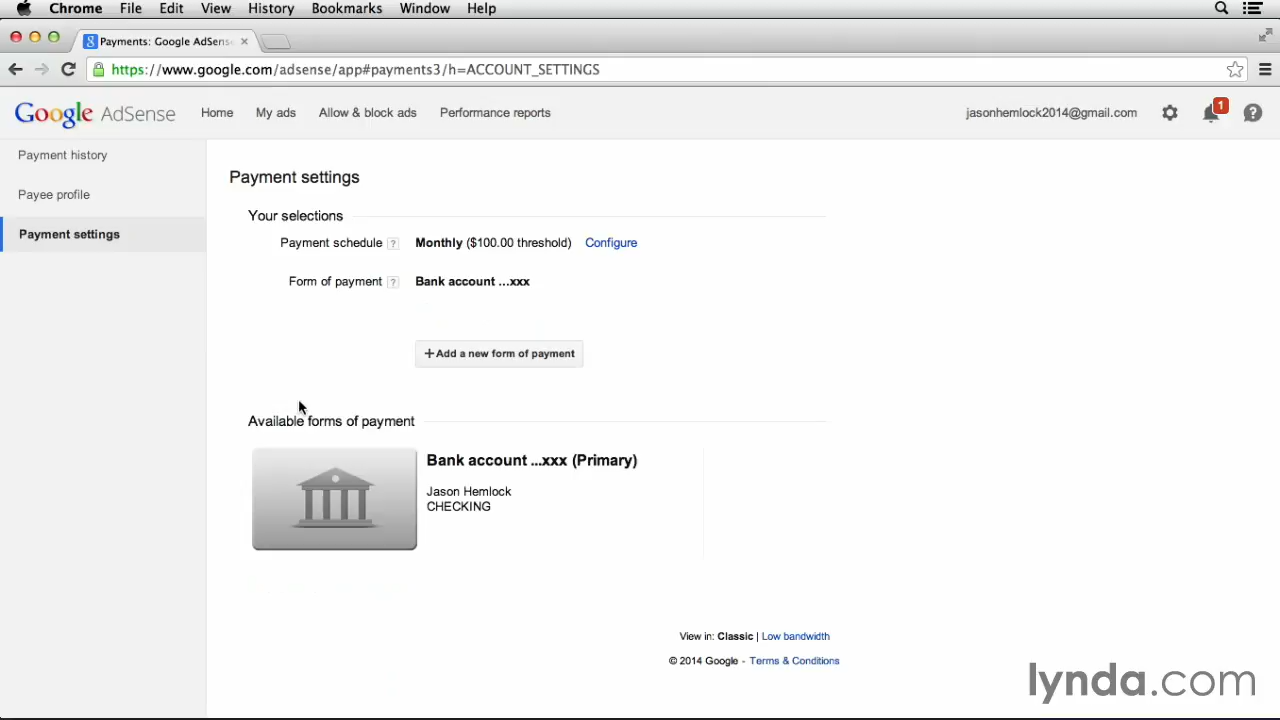 Chrome File Edit View History Bookmarks Window Help
Payments: Google AdSens
https://www.google.com/adsense/app#payments3/h=ACCOUNT_SETTINGS
Google AdSense Home My ads Allow & block ads Performance reports jasonhemlock2014@gmail.com 1 ?
Payment history
Payee profile
Payment settings
Payment settings
Your selections
Payment schedule ? Monthly ($100.00 threshold) Configure
Form of payment ? Bank account ...xxx
+Add a new form of payment
Available forms of payment
Bank account ...xxx (Primary)
Jason Hemlock
CHECKING
View in: Classic | Low bandwidth
© 2014 Google - Terms & Conditions
lynda.com